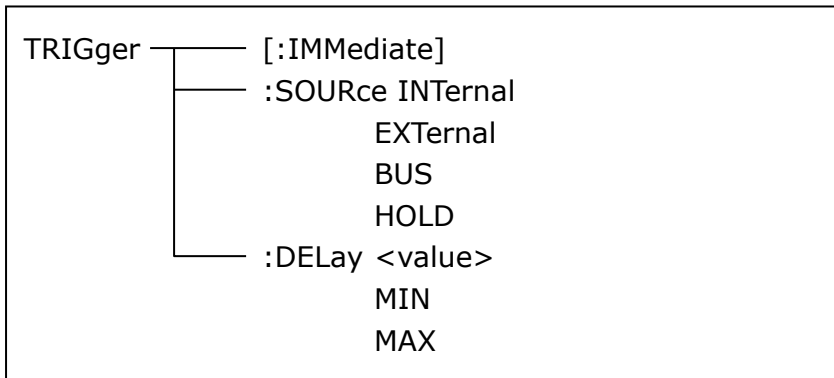 TRIGger [:IMMediate]
:SOURce INTernal
EXTernal
BUS
HOLD
:DELay <value>
MIN
MAX